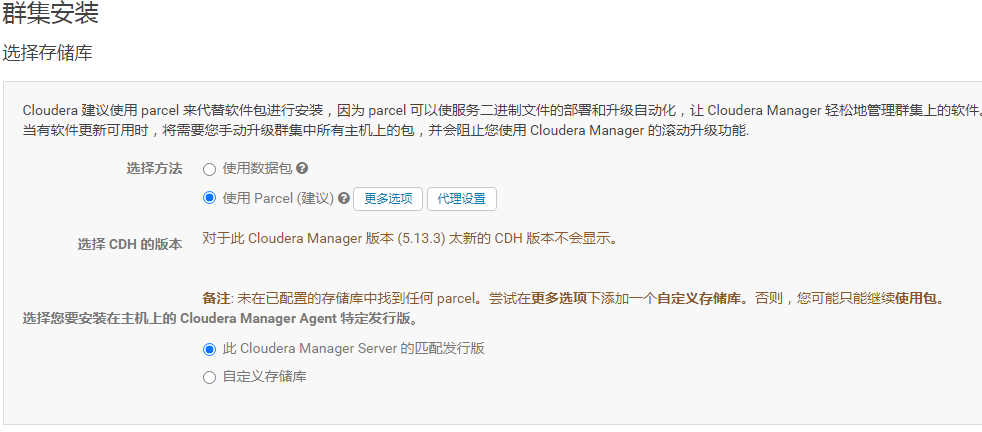 群集安装
选择存储库
Cloudera 建议使用 parcel 来代替软件包进行安装，因为 parcel 可以使服务二进制文件的部署和升级自动化，让 Cloudera Manager 轻松地管理群集上的软件。
当有软件更新可用时，将需要您手动升级群集中所有主机上的包，并会阻止您使用 Cloudera Manager 的滚动升级功能.
选择方法 使用数据包
使用 Parcel (建议) 更多选项 代理设置
选择 CDH 的版本 对于此 Cloudera Manager 版本 (5.13.3) 太新的 CDH 版本不会显示。
备注: 未在已配置的存储库中找到任何 parcel。尝试在更多选项下添加一个自定义存储库。否则，您可能只能继续使用包。
选择您要安装在主机上的 Cloudera Manager Agent 特定发行版。
此 Cloudera Manager Server 的匹配发行版
自定义存储库